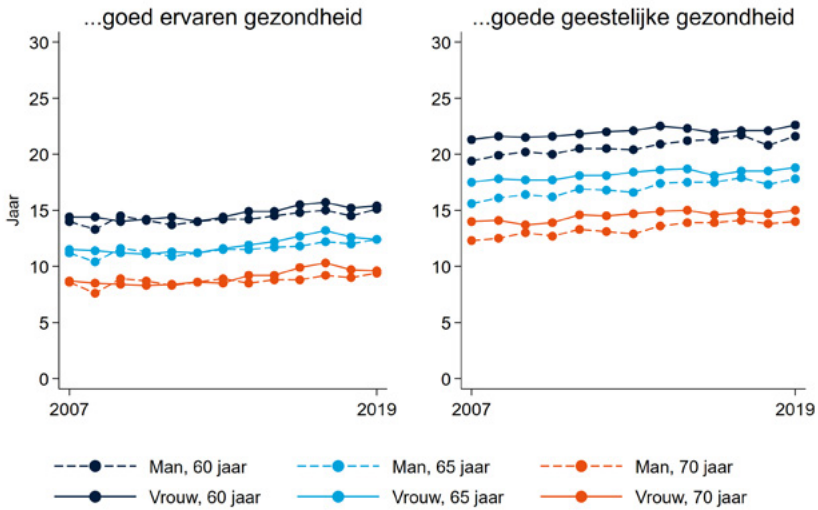 ...goed ervaren gezondheid
...goede geestelijke gezondheid
Jaar
30
25
20
15
10
5
0
2007
2019
30
25
20
15
10
5
0
2007
2019
Man, 60 jaar
Man, 65 jaar
Man, 70 jaar
Vrouw, 60 jaar
Vrouw, 65 jaar
Vrouw, 70 jaar